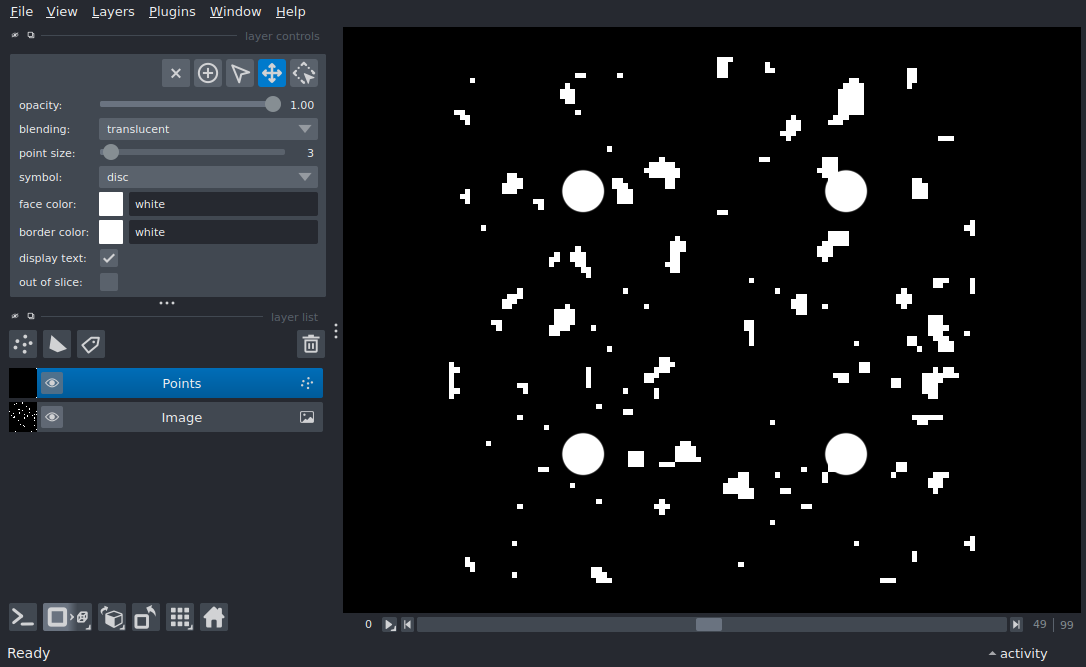 File View Layers Plugins Window Help
layer controls
opacity: 1.00
blending: translucent
point size: 3
symbol: disc
face color: white
border color: white
display text:
out of slice:
layer list
Points
Image
0 49 99
Ready activity